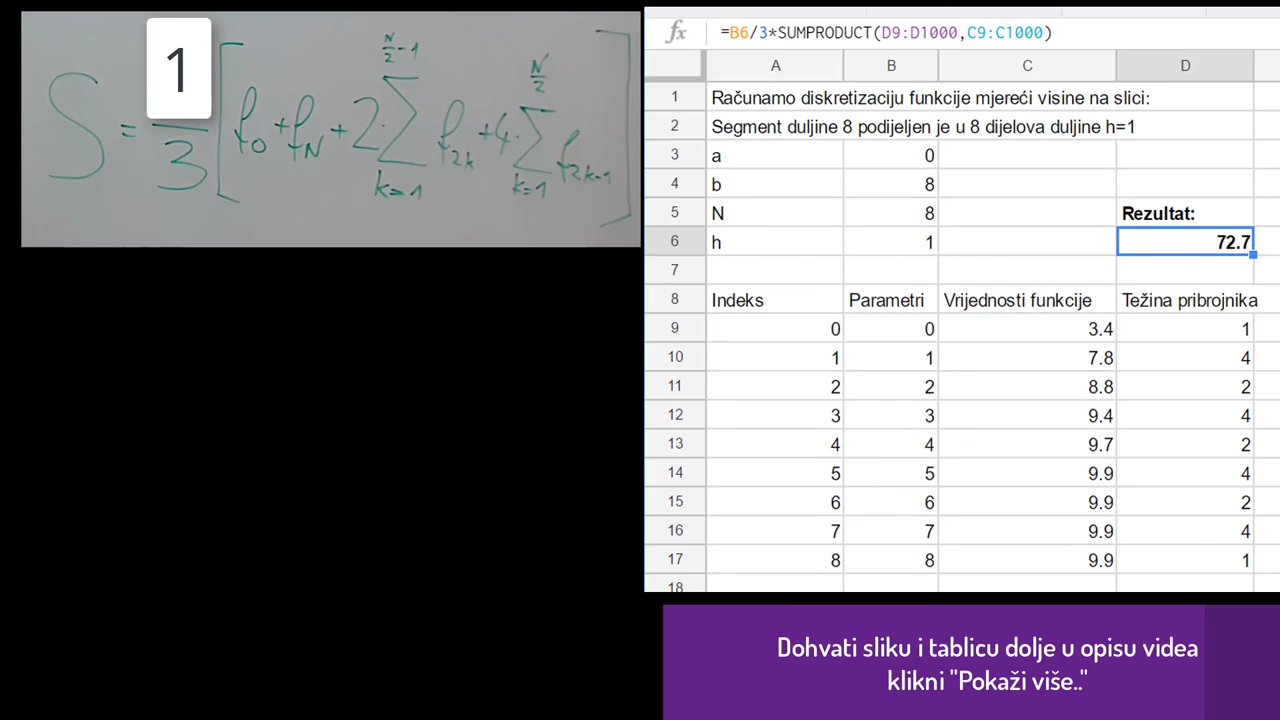 1
S = — 3 [ f₀ + f_N + 2· ∑_{k=1}^{N/2 - 1} f_{2k} + 4· ∑_{k=1}^{N/2} f_{2k-1} ]
fx =B6/3*SUMPRODUCT(D9:D1000,C9:C1000)
A B C D
1 Računamo diskretizaciju funkcije mjereći visine na slici:
2 Segment duljine 8 podijeljen je u 8 dijelova duljine h=1
3 a 0
4 b 8
5 N 8 Rezultat:
6 h 1 72.7
7
8 Indeks Parametri Vrijednosti funkcije Težina pribrojnika
9 0 0 3.4 1
10 1 1 7.8 4
11 2 2 8.8 2
12 3 3 9.4 4
13 4 4 9.7 2
14 5 5 9.9 4
15 6 6 9.9 2
16 7 7 9.9 4
17 8 8 9.9 1
18
Dohvati sliku i tablicu dolje u opisu videa
klikni "Pokaži više.."